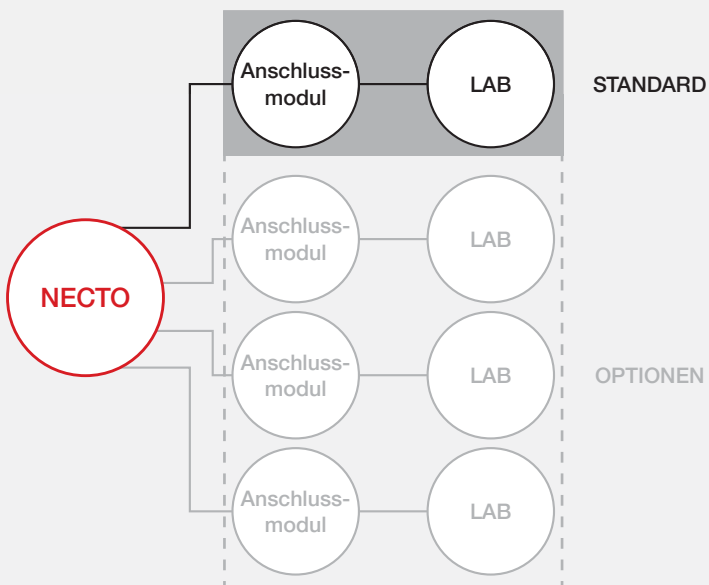 Anschluss-
modul
LAB
STANDARD
Anschluss-
modul
LAB
NECTO
Anschluss-
modul
LAB
OPTIONEN
Anschluss-
modul
LAB